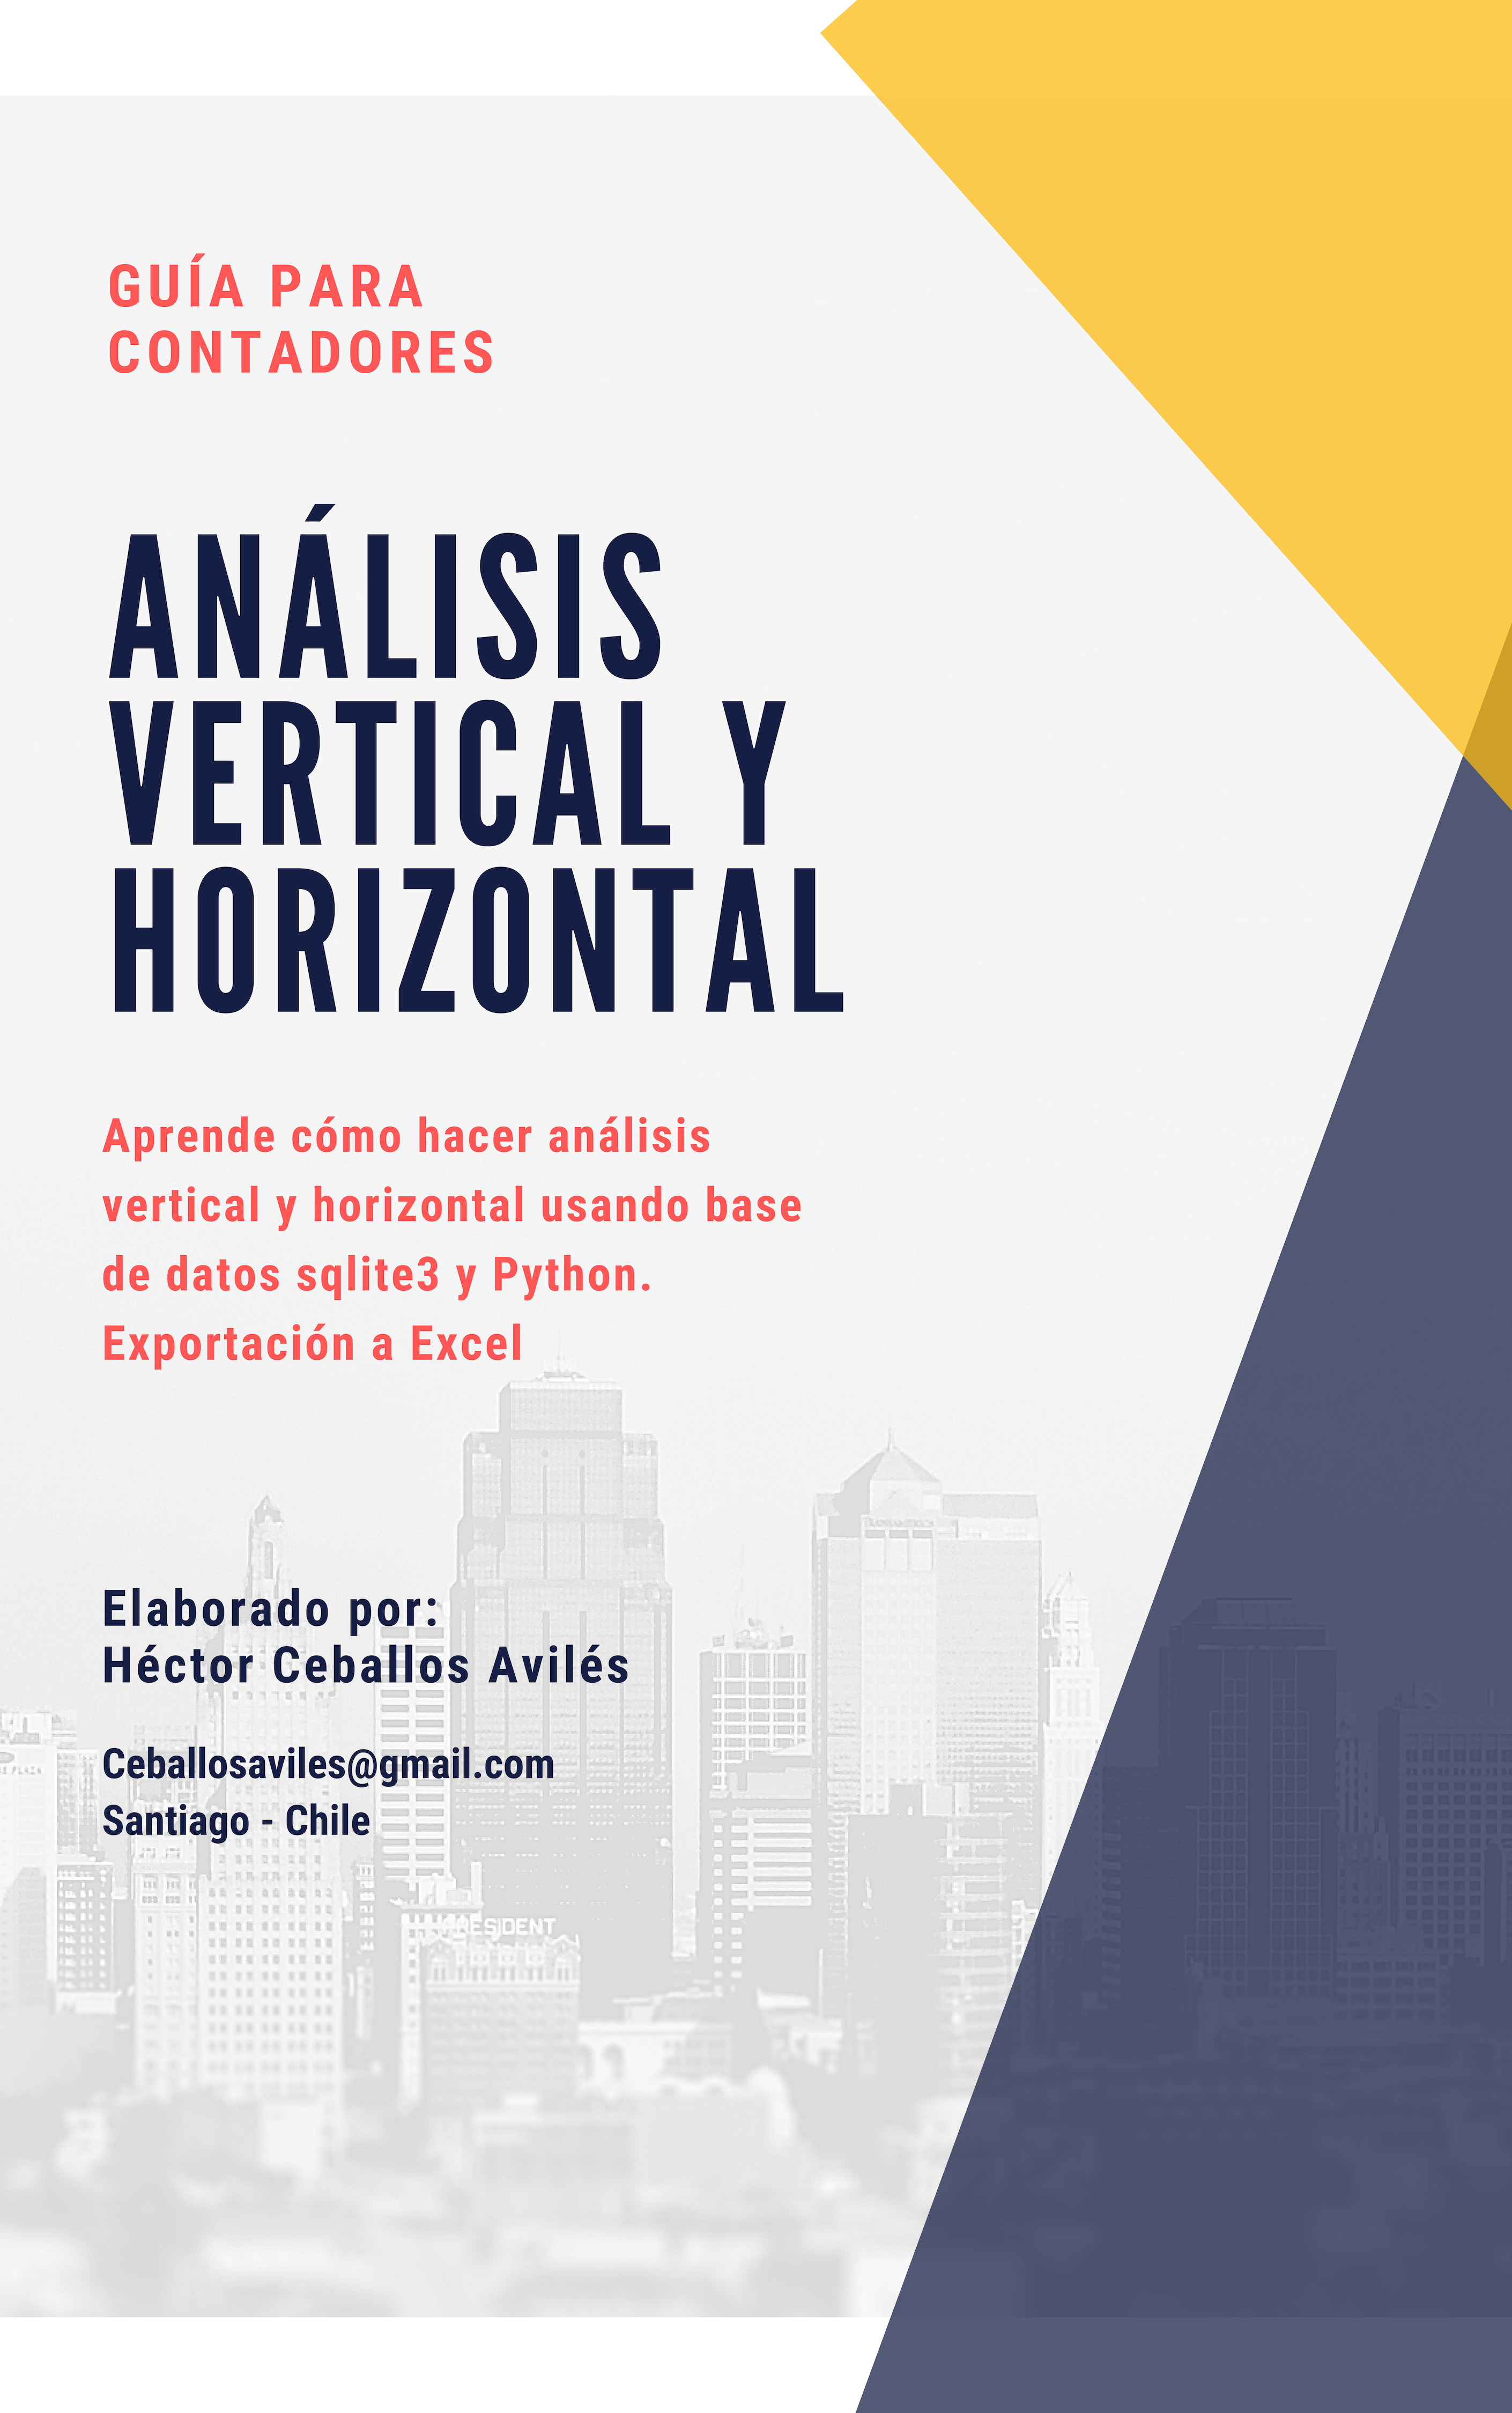 GUÍA PARA
CONTADORES
ANÁLISIS
VERTICAL Y
HORIZONTAL
Aprende cómo hacer análisis
vertical y horizontal usando base
de datos sqlite3 y Python.
Exportación a Excel
Elaborado por:
Héctor Ceballos Avilés
Ceballosaviles@gmail.com
Santiago - Chile
PRESIDENT